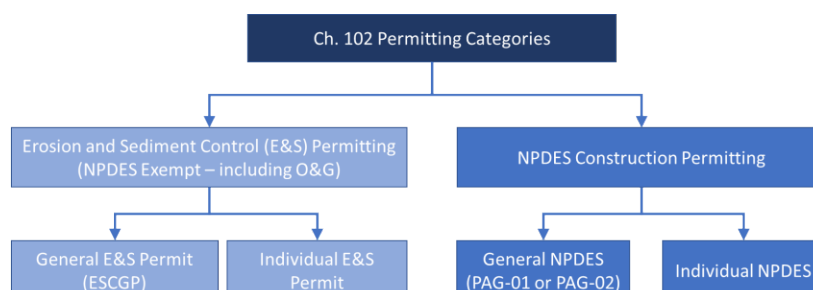 Ch. 102 Permitting Categories
Erosion and Sediment Control (E&S) Permitting
(NPDES Exempt – including O&G)
NPDES Construction Permitting
General E&S Permit
(ESCGP)
Individual E&S
Permit
General NPDES
(PAG-01 or PAG-02)
Individual NPDES